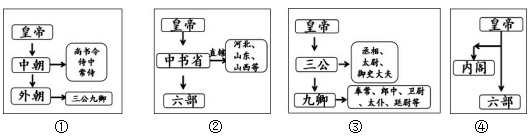 皇帝
中朝
尚书令
侍中
常侍
外朝
三公九卿
①
皇帝
中书省
直辖
河北、
山东、
山西等
六部
②
皇帝
三公
丞相、
太尉、
御史大夫
九卿
奉常、郎中、卫尉
、太仆、廷尉等
③
皇帝
内阁
六部
④